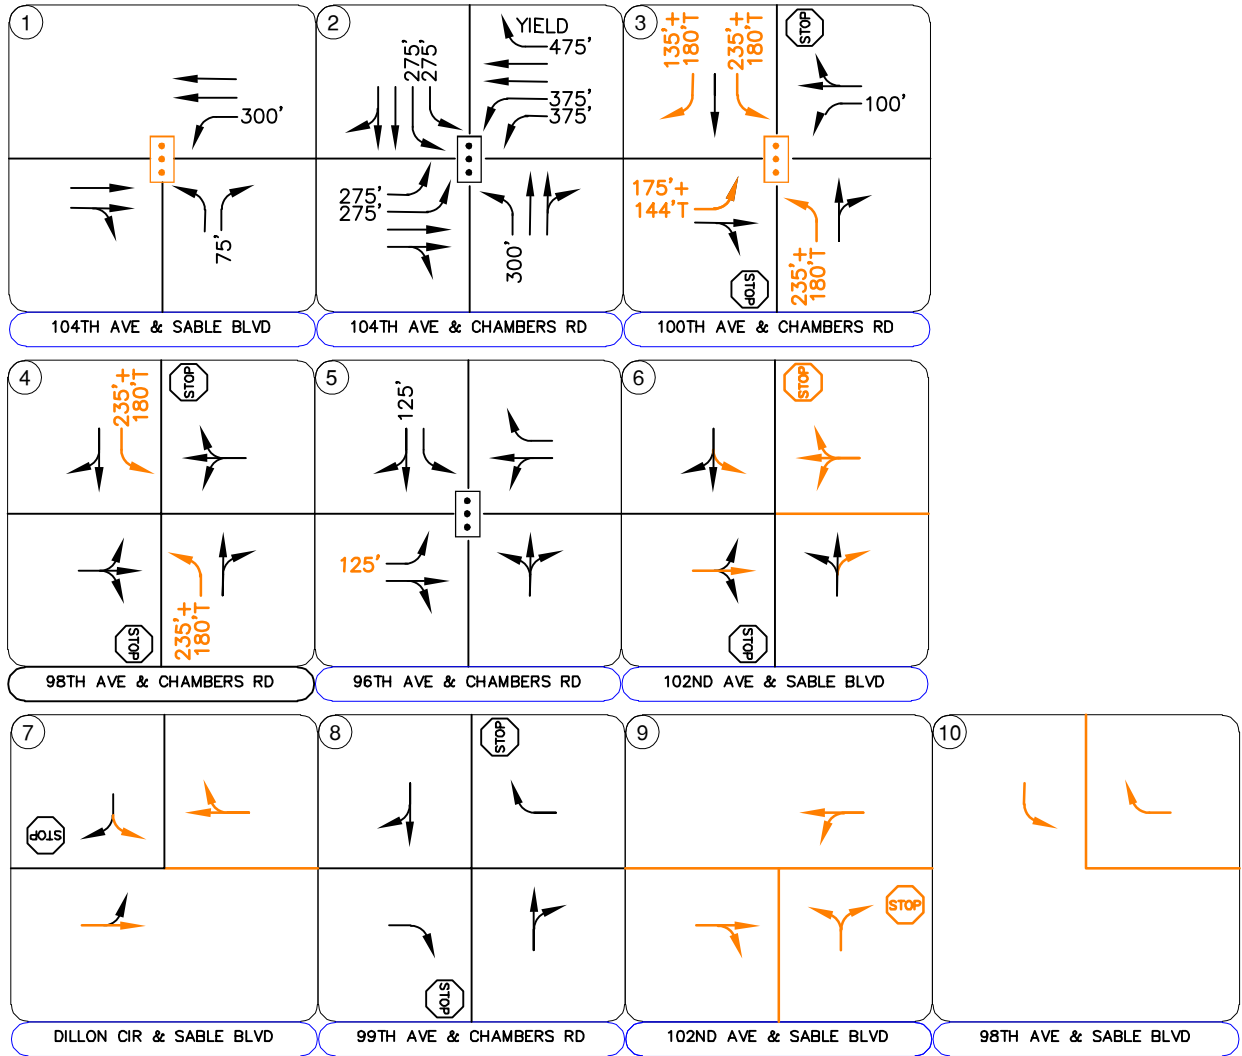 1
300'
75'
104TH AVE & SABLE BLVD
2
YIELD
475'
275'
275'
375'
375'
275'
275'
300'
104TH AVE & CHAMBERS RD
3
135'+
180'T
235'+
180'T
STOP
100'
175'+
144'T
235'+
180'T
STOP
100TH AVE & CHAMBERS RD
4
235'+
180'T
STOP
235'+
180'T
STOP
98TH AVE & CHAMBERS RD
5
125'
125'
96TH AVE & CHAMBERS RD
6
STOP
STOP
102ND AVE & SABLE BLVD
7
STOP
DILLON CIR & SABLE BLVD
8
STOP
STOP
99TH AVE & CHAMBERS RD
9
STOP
102ND AVE & SABLE BLVD
10
98TH AVE & SABLE BLVD